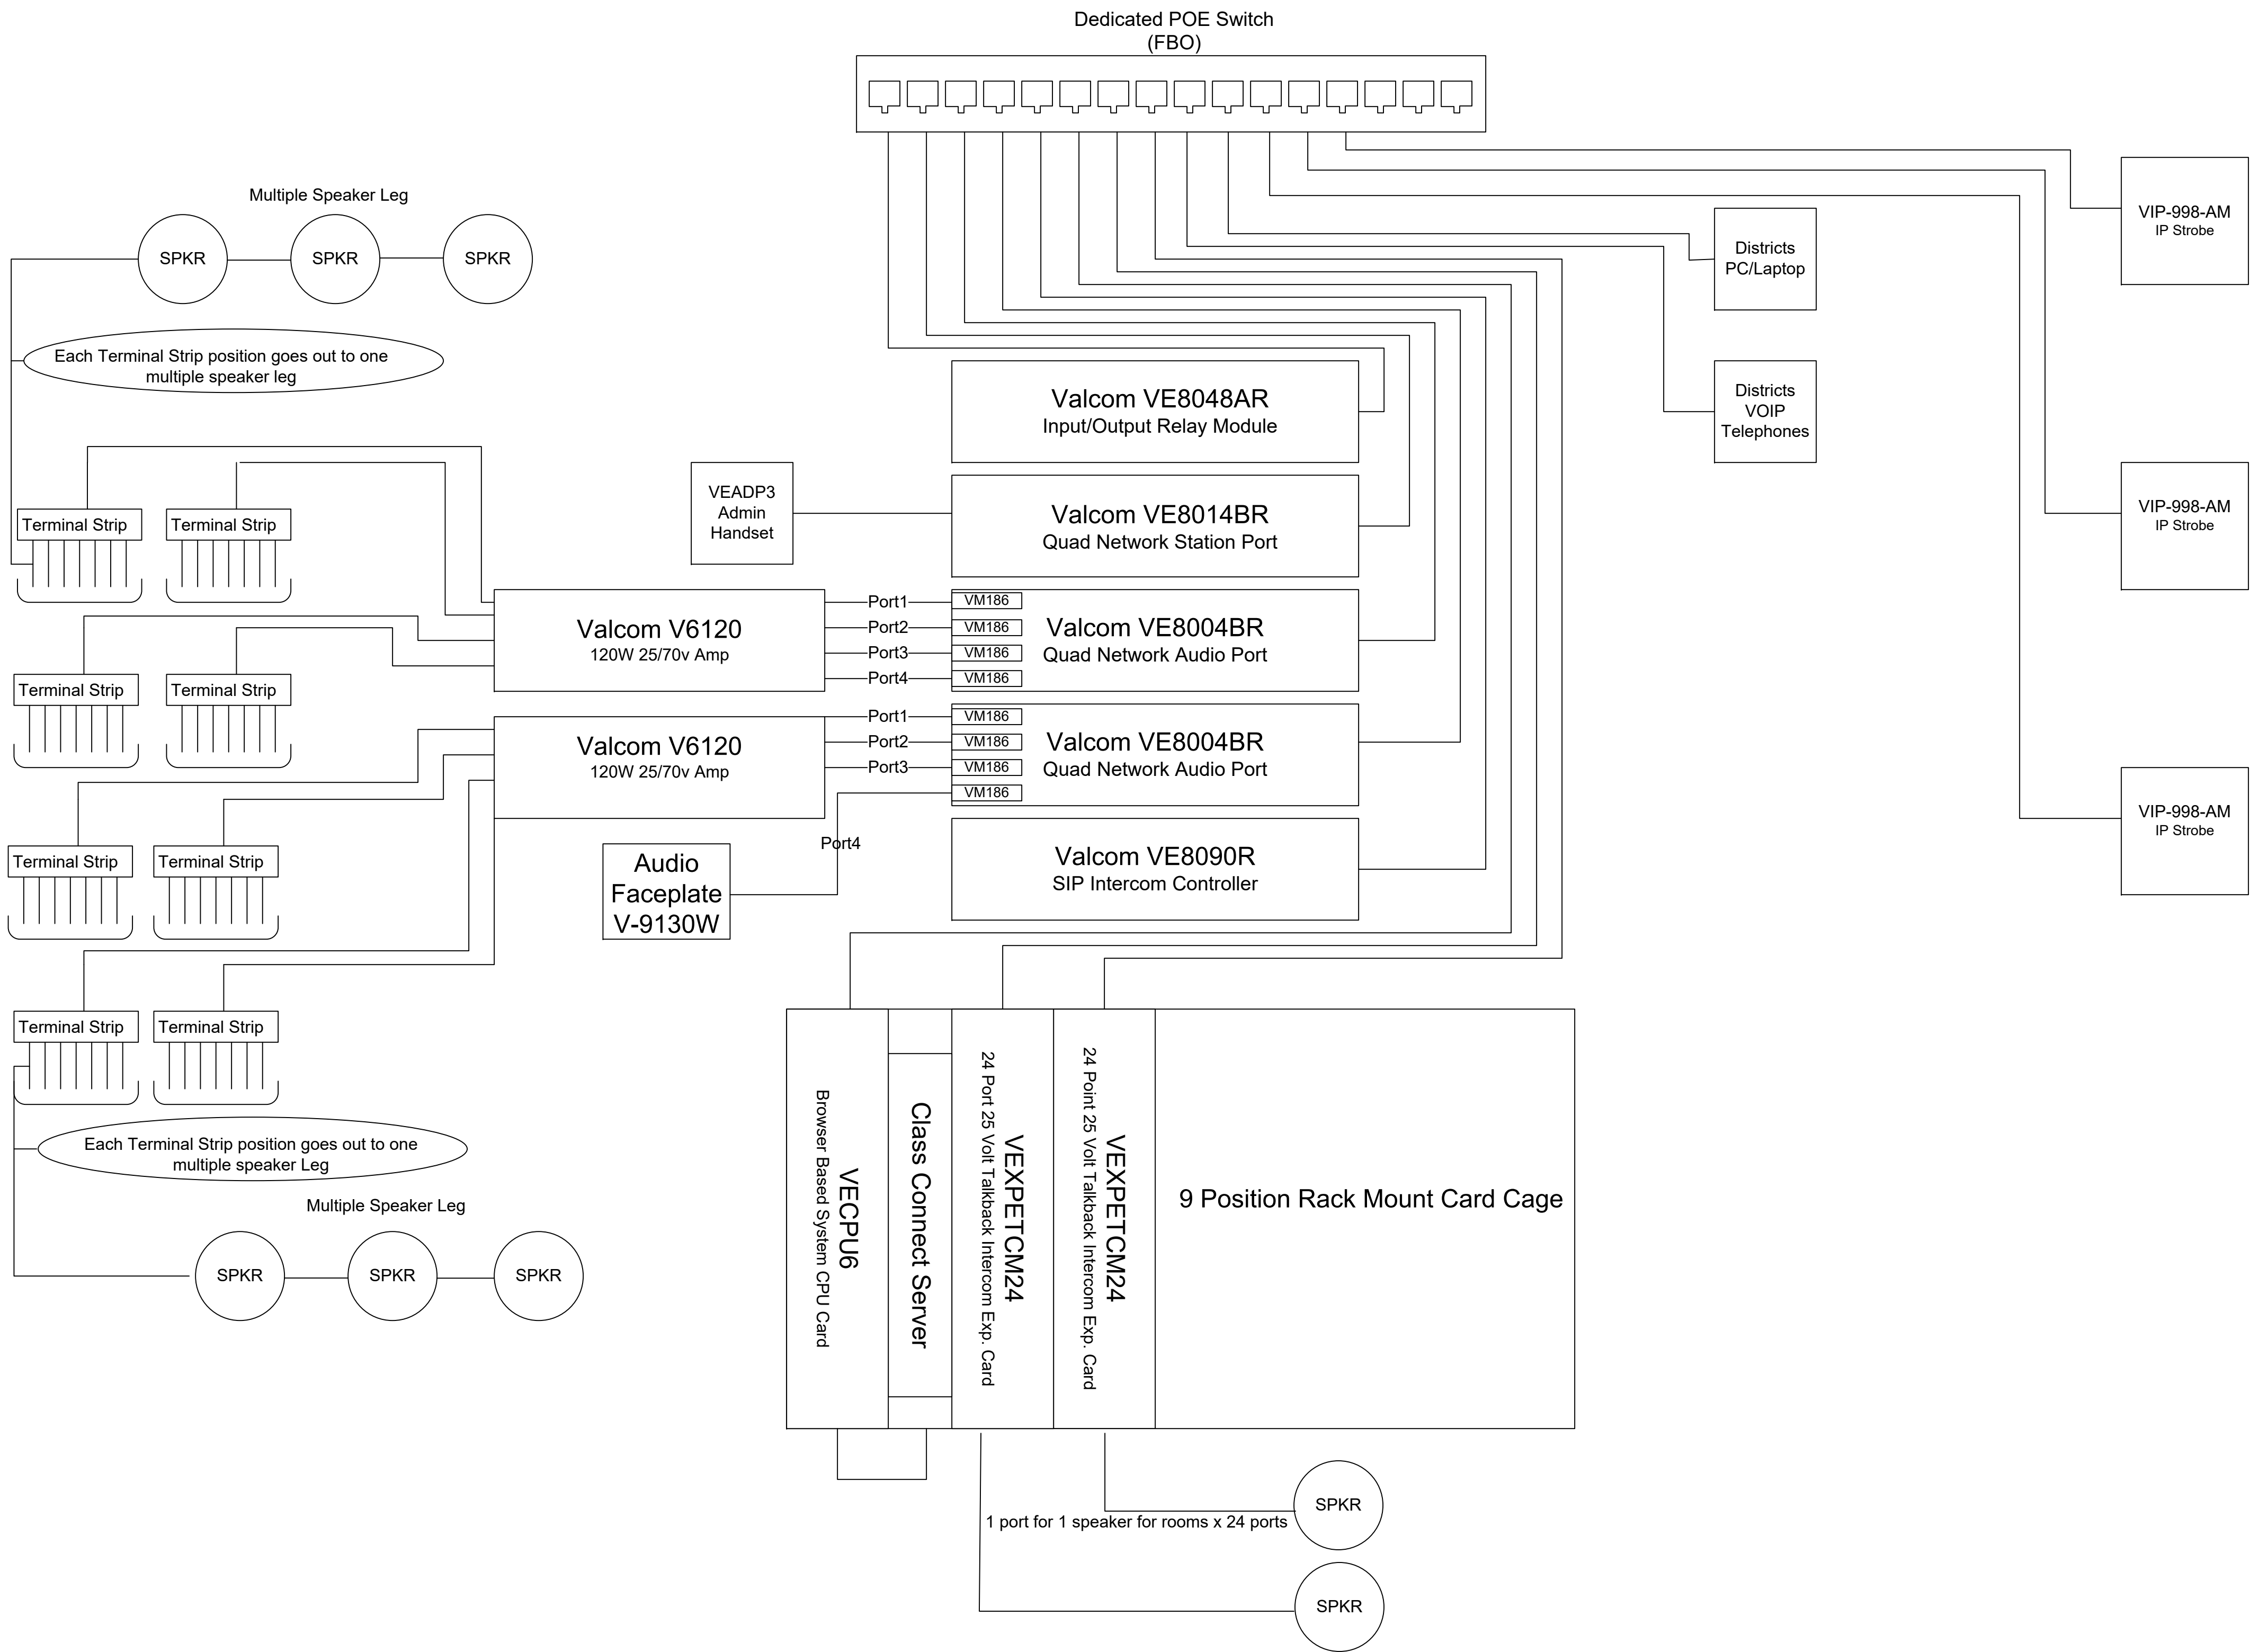 Dedicated POE Switch
(FBO)
Multiple Speaker Leg
SPKR
SPKR
SPKR
Each Terminal Strip position goes out to one
multiple speaker leg
VIP-998-AM
IP Strobe
Districts
PC/Laptop
Valcom VE8048AR
Input/Output Relay Module
Districts
VOIP
Telephones
VEADP3
Admin
Handset
Valcom VE8014BR
Quad Network Station Port
VIP-998-AM
IP Strobe
Terminal Strip
Terminal Strip
Valcom V6120
120W 25/70v Amp
Port1
Port2
Port3
Port4
VM186
VM186
VM186
VM186
Valcom VE8004BR
Quad Network Audio Port
Terminal Strip
Terminal Strip
Valcom V6120
120W 25/70v Amp
Port1
Port2
Port3
Port4
VM186
VM186
VM186
VM186
Valcom VE8004BR
Quad Network Audio Port
VIP-998-AM
IP Strobe
Terminal Strip
Terminal Strip
Audio
Faceplate
V-9130W
Valcom VE8090R
SIP Intercom Controller
Terminal Strip
Terminal Strip
Each Terminal Strip position goes out to one
multiple speaker Leg
Multiple Speaker Leg
SPKR
SPKR
SPKR
VECPU6
Browser Based System CPU Card
Class Connect Server
VEXPETCM24
24 Port 25 Volt Talkback Intercom Exp. Card
VEXPETCM24
24 Point 25 Volt Talkback Intercom Exp. Card
9 Position Rack Mount Card Cage
SPKR
1 port for 1 speaker for rooms x 24 ports
SPKR